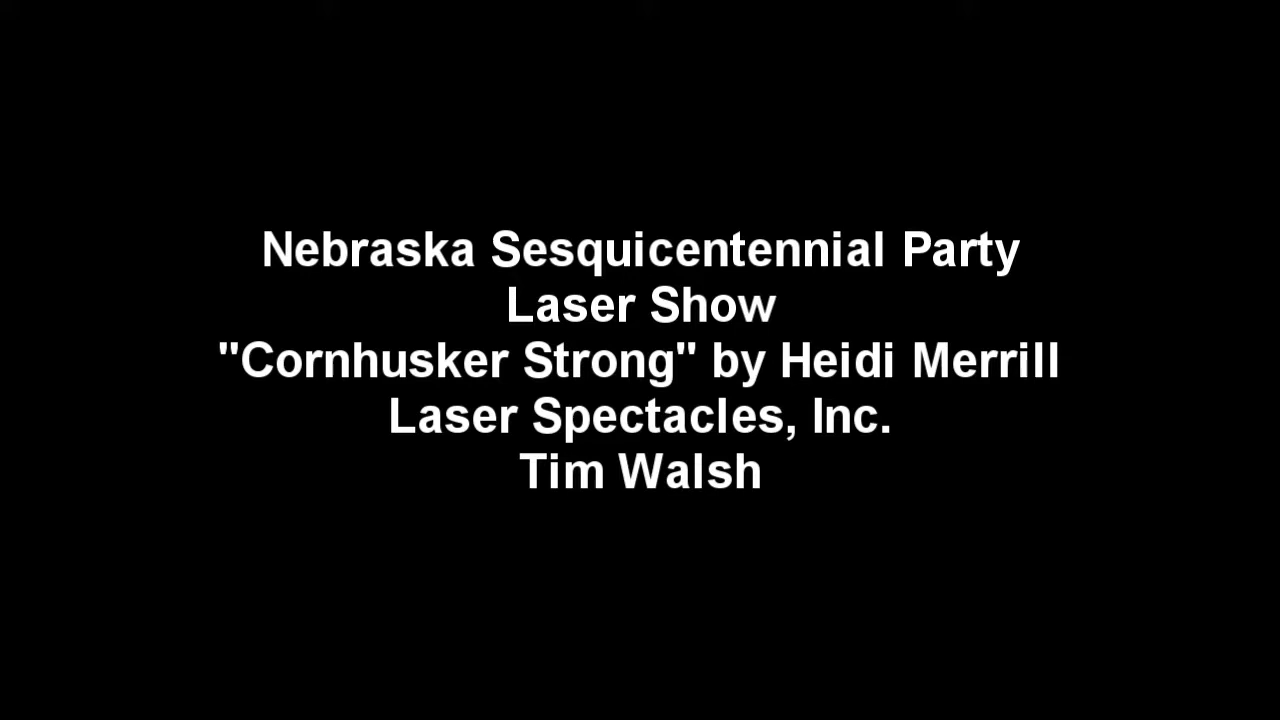 Nebraska Sesquicentennial Party
Laser Show
"Cornhusker Strong" by Heidi Merrill
Laser Spectacles, Inc.
Tim Walsh